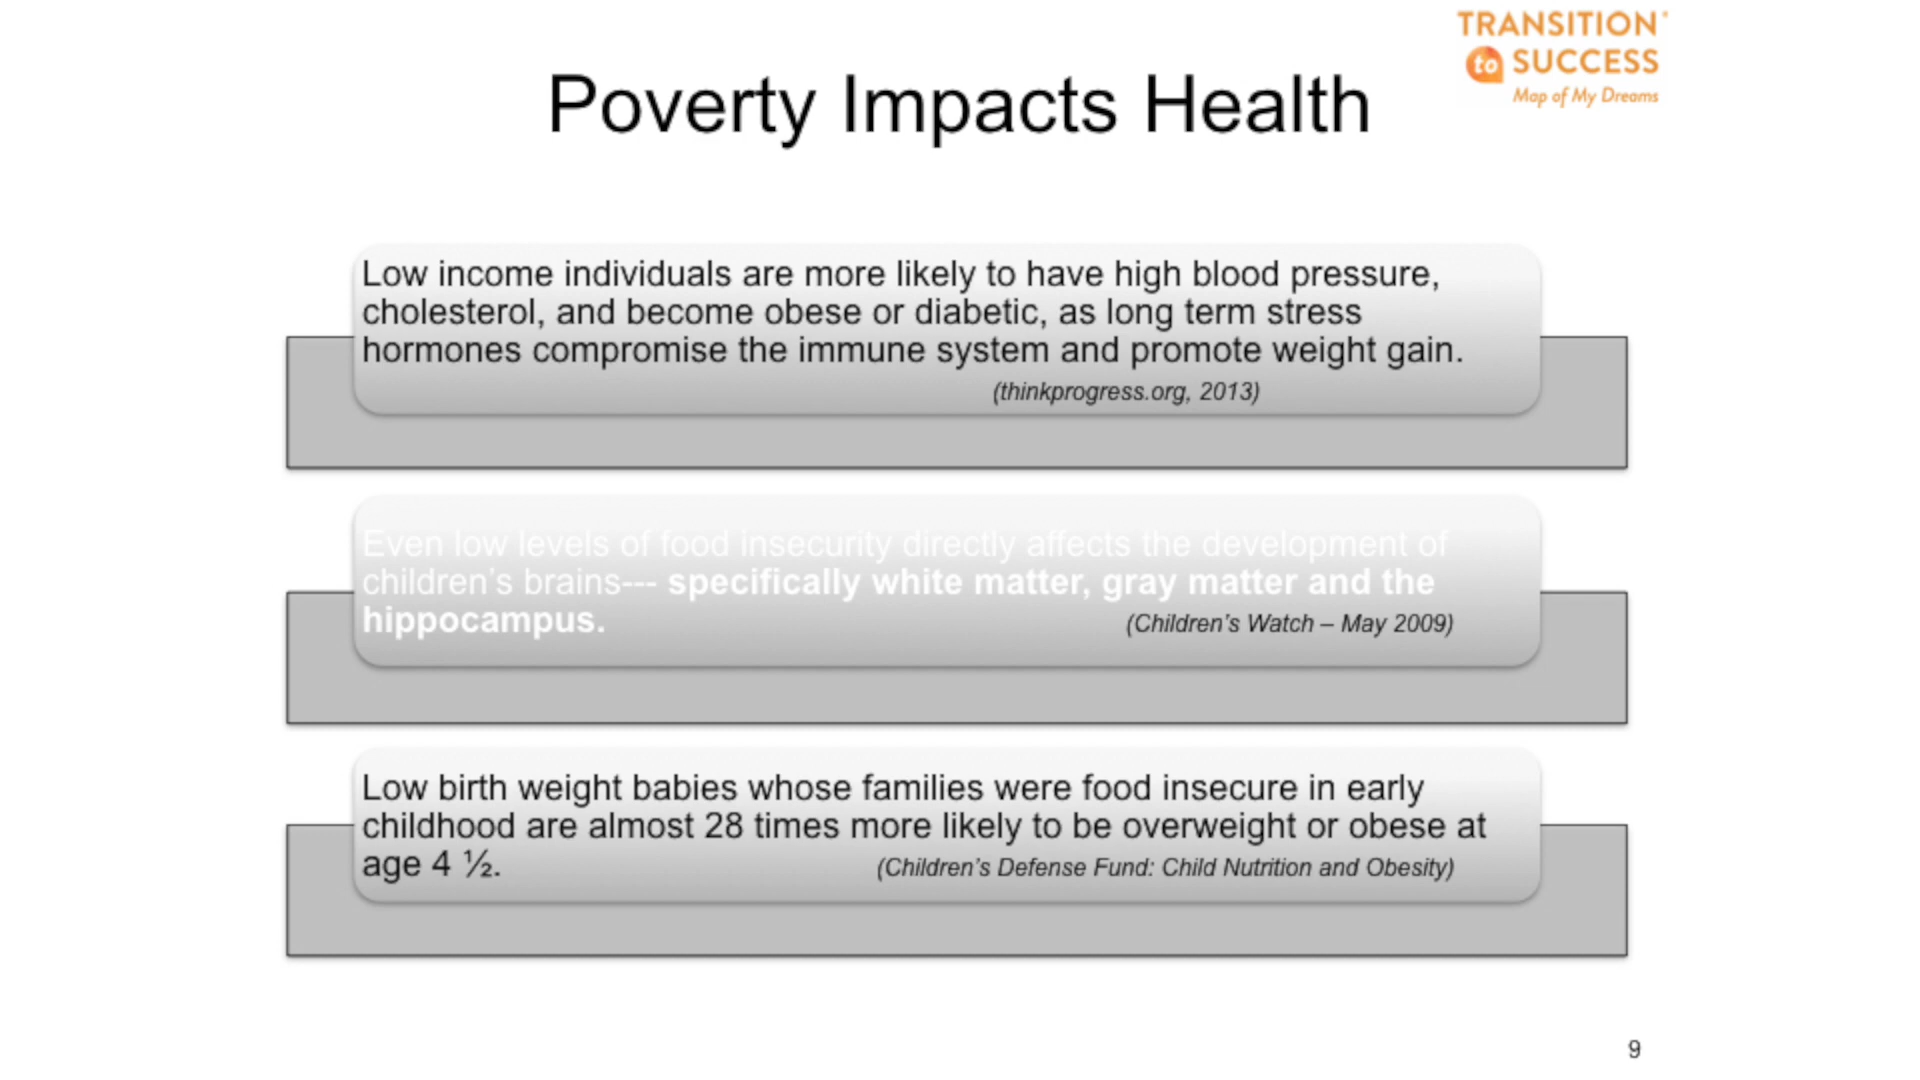 TRANSITION
to SUCCESS
Map of My Dreams
Poverty Impacts Health
Low income individuals are more likely to have high blood pressure,
cholesterol, and become obese or diabetic, as long term stress
hormones compromise the immune system and promote weight gain.
(thinkprogress.org, 2013)
Even low levels of food insecurity directly affects the development of
children’s brains--- specifically white matter, gray matter and the
hippocampus. (Children’s Watch – May 2009)
Low birth weight babies whose families were food insecure in early
childhood are almost 28 times more likely to be overweight or obese at
age 4 ½. (Children’s Defense Fund: Child Nutrition and Obesity)
9